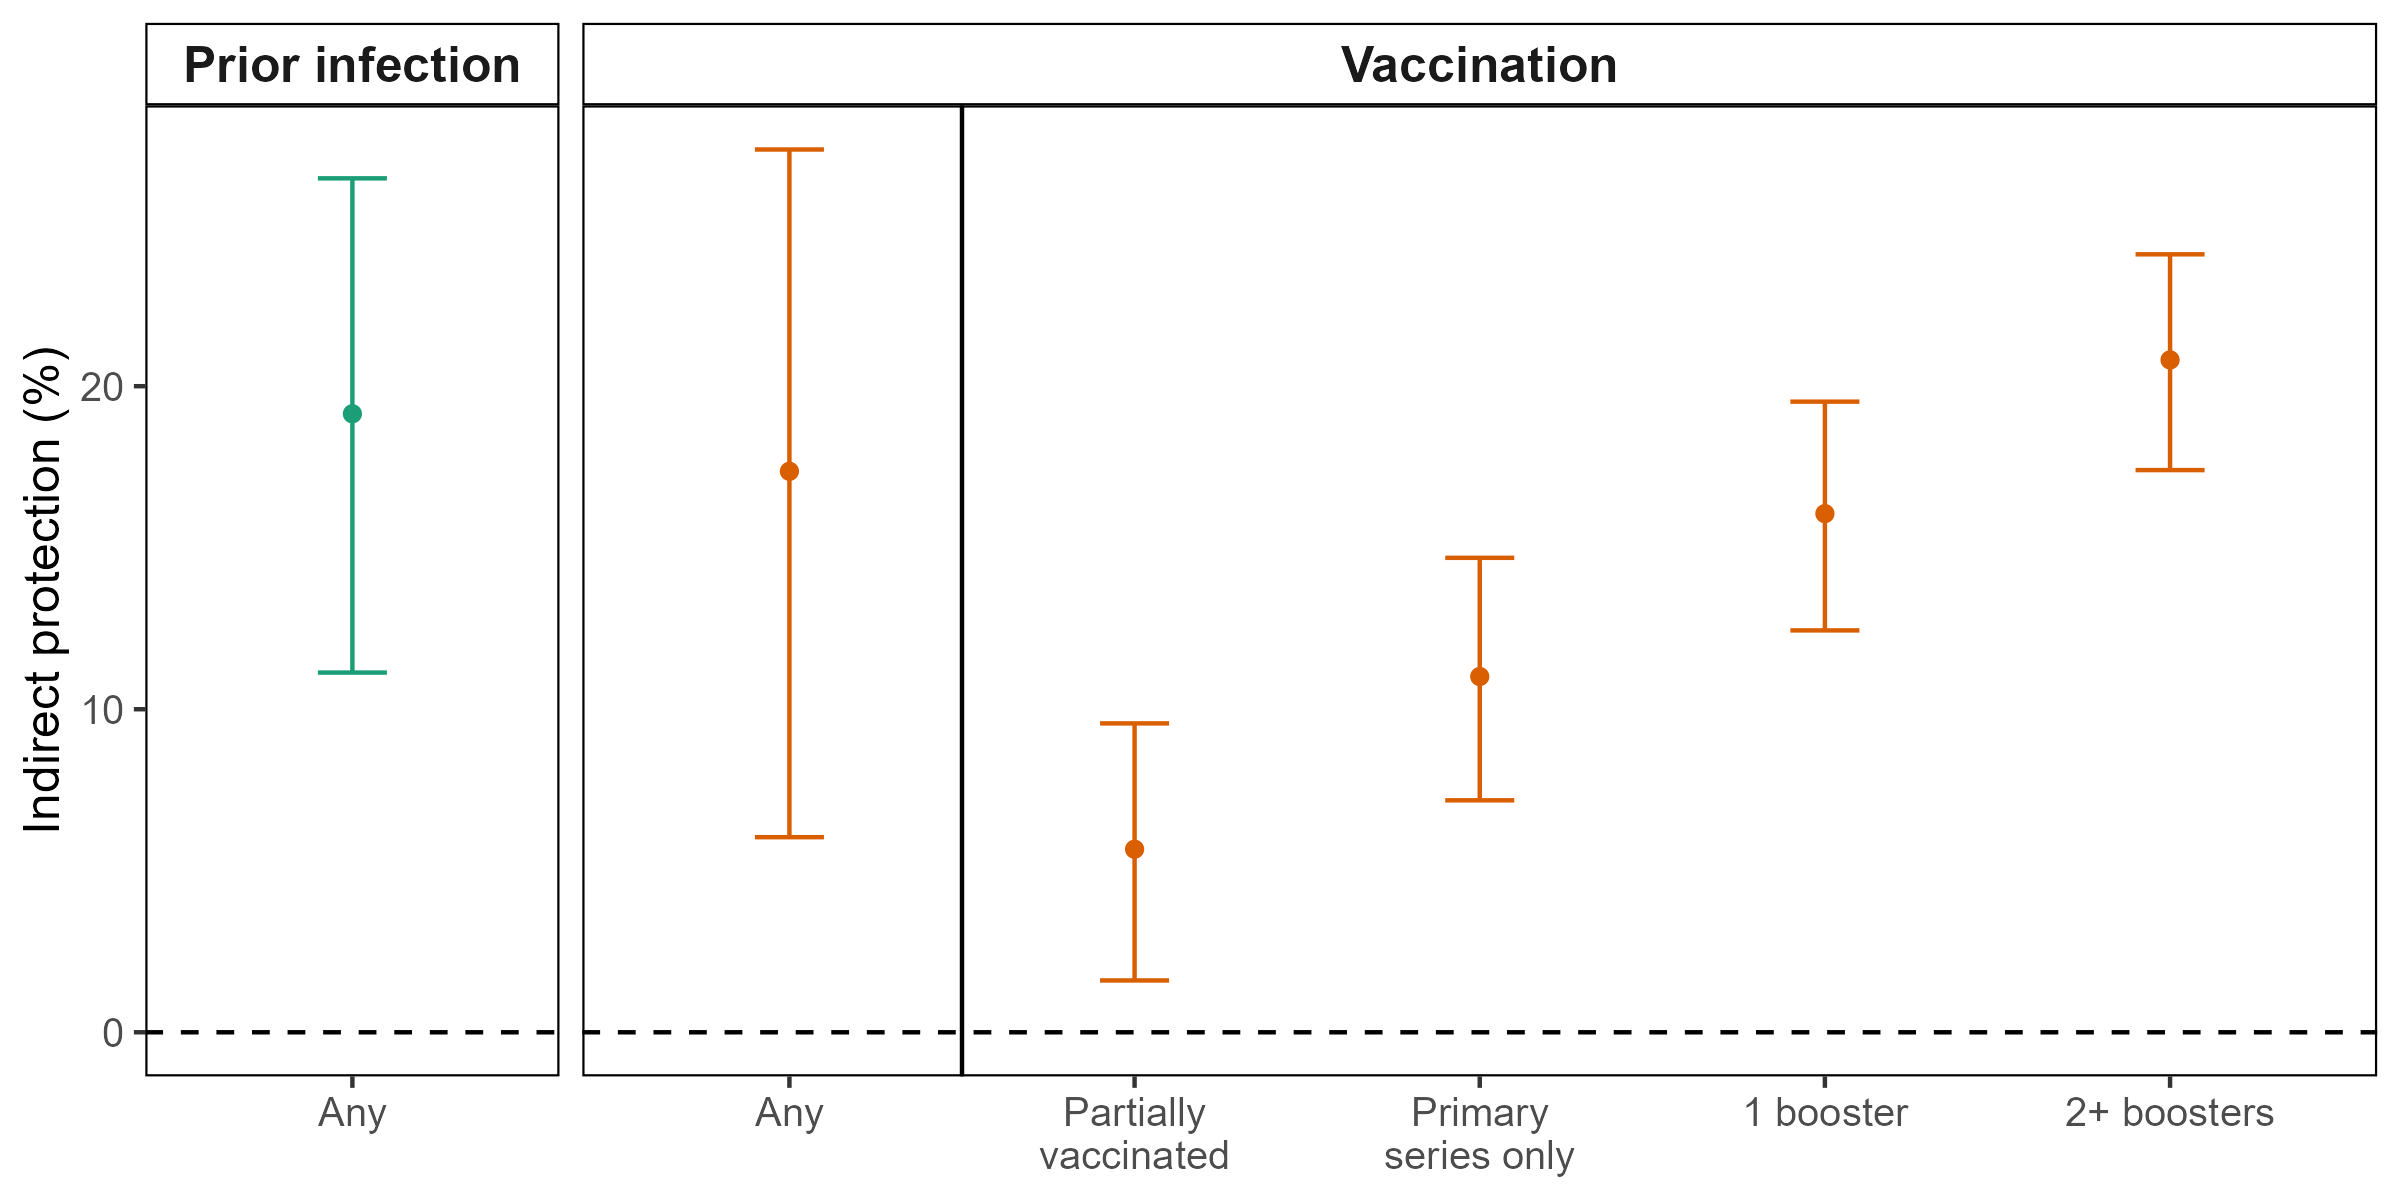 Prior infection
Vaccination
Indirect protection (%)
20
10
0
Any
Any
Partially
vaccinated
Primary
series only
1 booster
2+ boosters